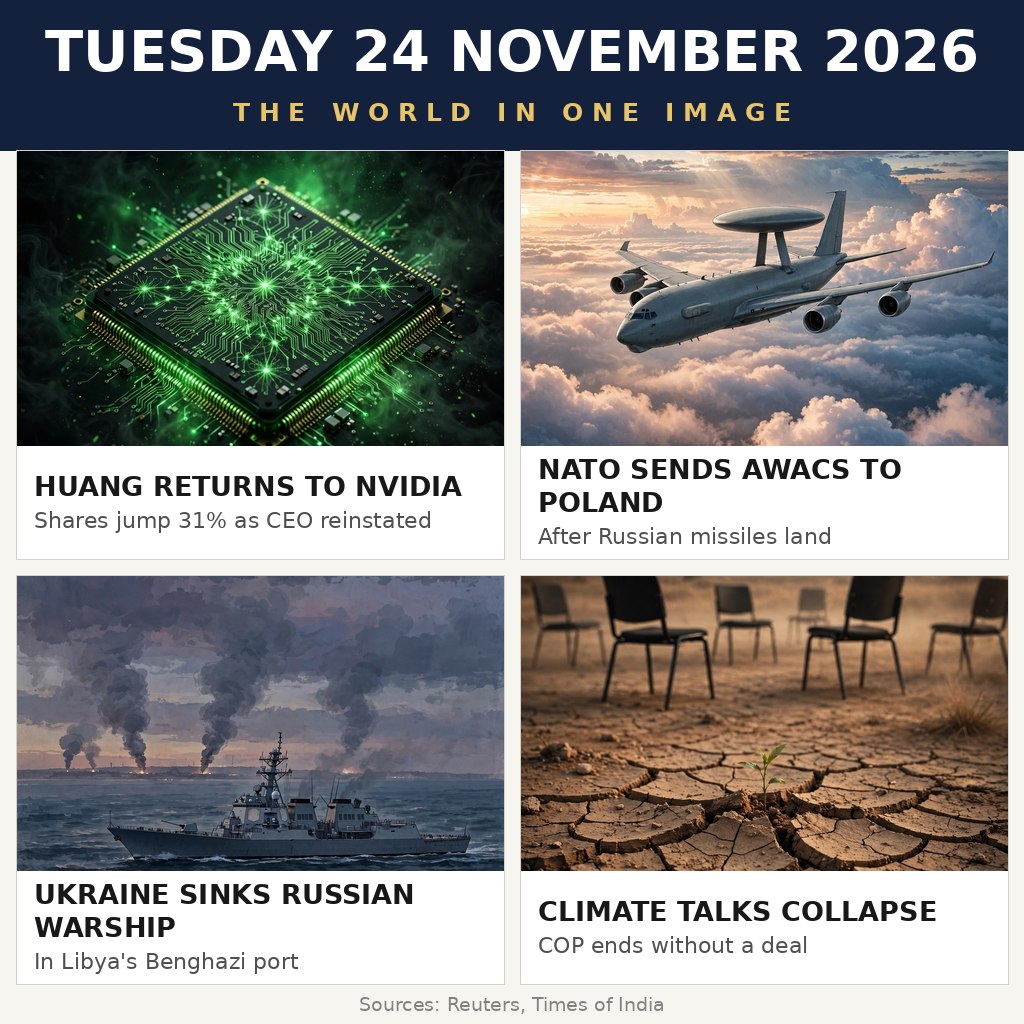 TUESDAY 24 NOVEMBER 2026
THE WORLD IN ONE IMAGE
HUANG RETURNS TO NVIDIA
Shares jump 31% as CEO reinstated
NATO SENDS AWACS TO
POLAND
After Russian missiles land
UKRAINE SINKS RUSSIAN
WARSHIP
In Libya's Benghazi port
CLIMATE TALKS COLLAPSE
COP ends without a deal
Sources: Reuters, Times of India